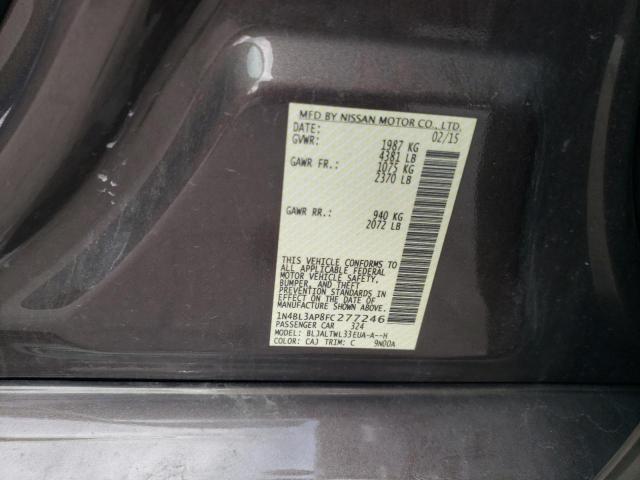 MFD BY NISSAN MOTOR CO., LTD.
DATE: 02/15
GVWR: 1987 KG
4381 LB
GAWR FR.: 1075 KG
2370 LB
GAWR RR.: 940 KG
2072 LB
THIS VEHICLE CONFORMS TO
ALL APPLICABLE FEDERAL
MOTOR VEHICLE SAFETY,
BUMPER, AND THEFT
PREVENTION STANDARDS IN
EFFECT ON THE DATE OF
MANUFACTURE SHOWN ABOVE.
1N4BL3AP8FC277246
PASSENGER CAR 324
MODEL: BLJALTWL33EUA-A--H
COLOR: CAJ TRIM: C 9N00A